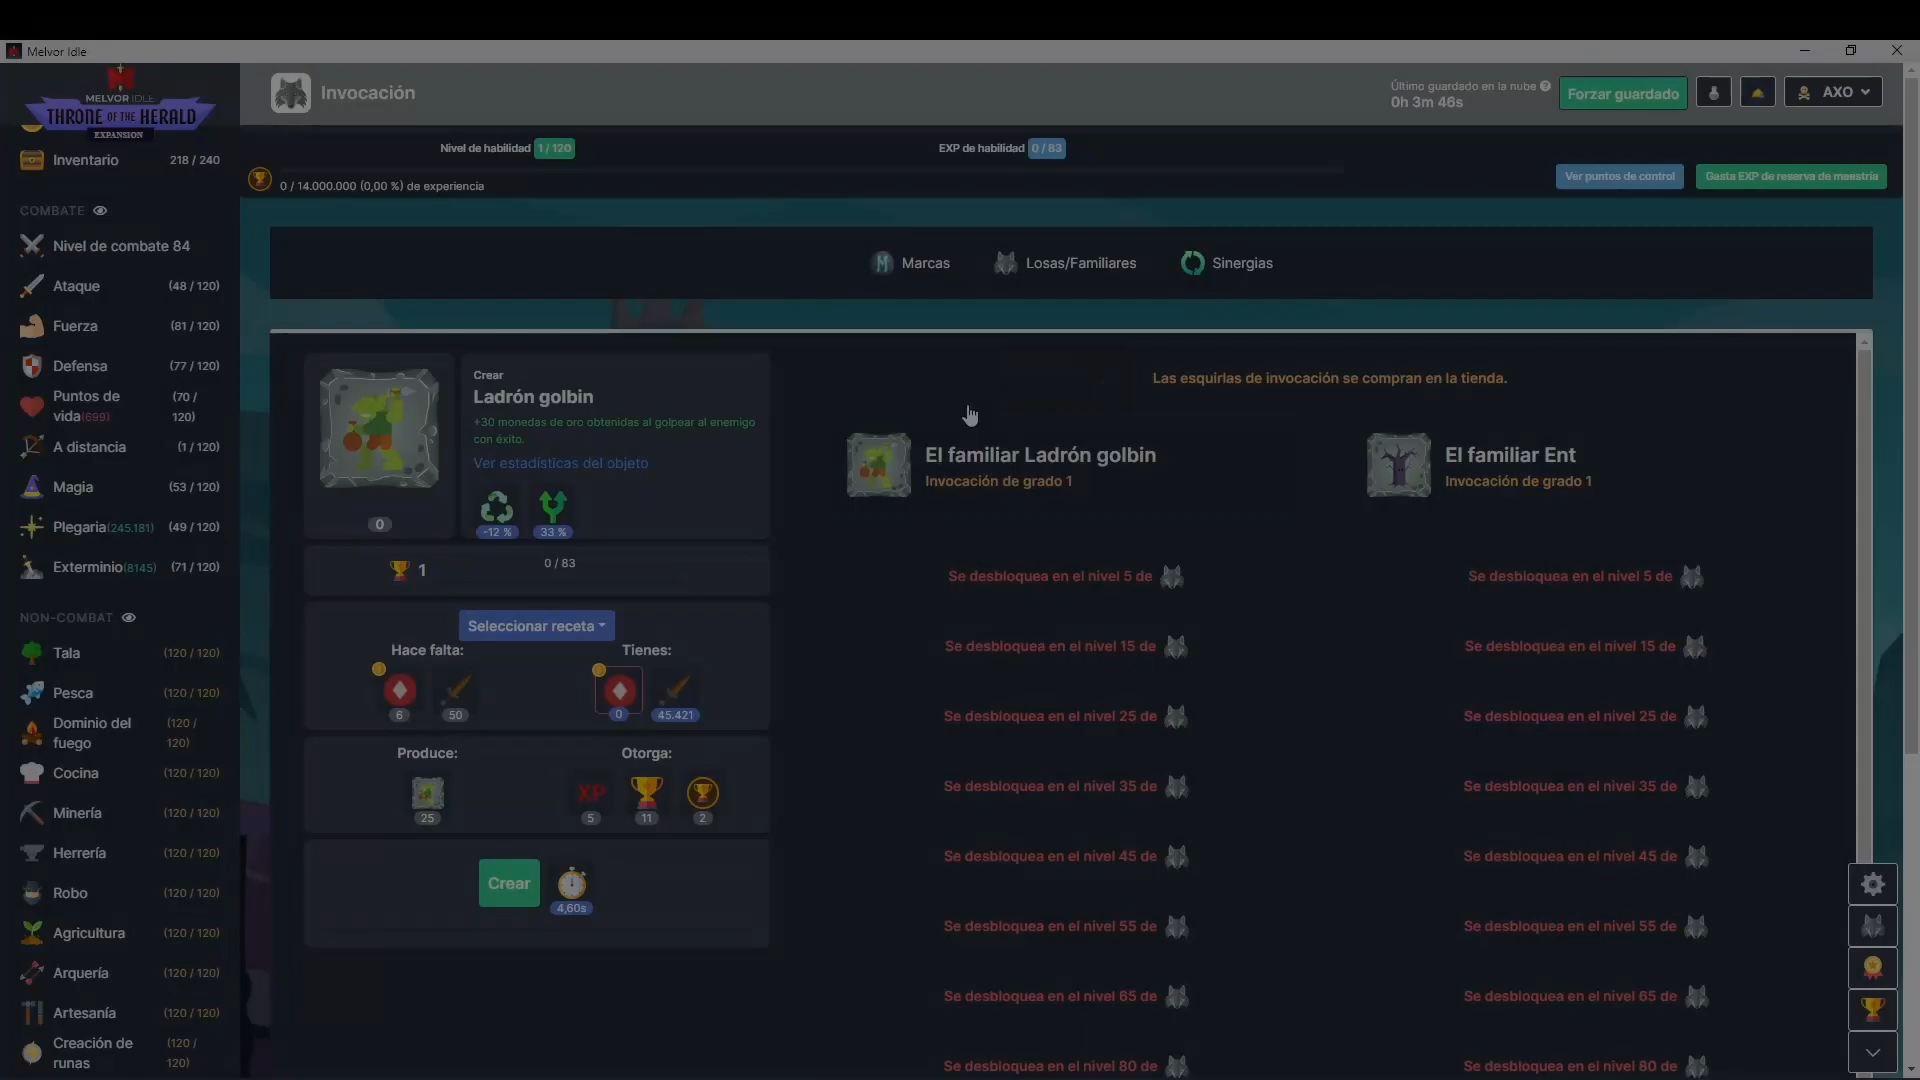 Melvor Idle
MELVOR IDLE
THRONE OF THE HERALD
EXPANSION
Invocación
Último guardado en la nube
0h 3m 46s
Forzar guardado
AXO
Nivel de habilidad 1 / 120
EXP de habilidad 0 / 83
0 / 14.000.000 (0,00 %) de experiencia
Ver puntos de control
Gasta EXP de reserva de maestría
Inventario 218 / 240
COMBATE
Nivel de combate 84
Ataque (48 / 120)
Fuerza (81 / 120)
Defensa (77 / 120)
Puntos de vida(699) (70 / 120)
A distancia (1 / 120)
Magia (53 / 120)
Plegaria(245.181) (49 / 120)
Exterminio(8145) (71 / 120)
NON-COMBAT
Tala (120 / 120)
Pesca (120 / 120)
Dominio del fuego (120 / 120)
Cocina (120 / 120)
Minería (120 / 120)
Herrería (120 / 120)
Robo (120 / 120)
Agricultura (120 / 120)
Arquería (120 / 120)
Artesanía (120 / 120)
Creación de runas (120 / 120)
Marcas
Losas/Familiares
Sinergias
Crear
Ladrón golbin
+30 monedas de oro obtenidas al golpear al enemigo
con éxito.
Ver estadísticas del objeto
0
-12 %
33 %
1
0 / 83
Seleccionar receta
Hace falta:
Tienes:
6
50
0
45.421
Produce:
Otorga:
XP
25
5
11
2
Crear
4,60s
Las esquirlas de invocación se compran en la tienda.
El familiar Ladrón golbin
Invocación de grado 1
Se desbloquea en el nivel 5 de
Se desbloquea en el nivel 15 de
Se desbloquea en el nivel 25 de
Se desbloquea en el nivel 35 de
Se desbloquea en el nivel 45 de
Se desbloquea en el nivel 55 de
Se desbloquea en el nivel 65 de
Se desbloquea en el nivel 80 de
El familiar Ent
Invocación de grado 1
Se desbloquea en el nivel 5 de
Se desbloquea en el nivel 15 de
Se desbloquea en el nivel 25 de
Se desbloquea en el nivel 35 de
Se desbloquea en el nivel 45 de
Se desbloquea en el nivel 55 de
Se desbloquea en el nivel 65 de
Se desbloquea en el nivel 80 de